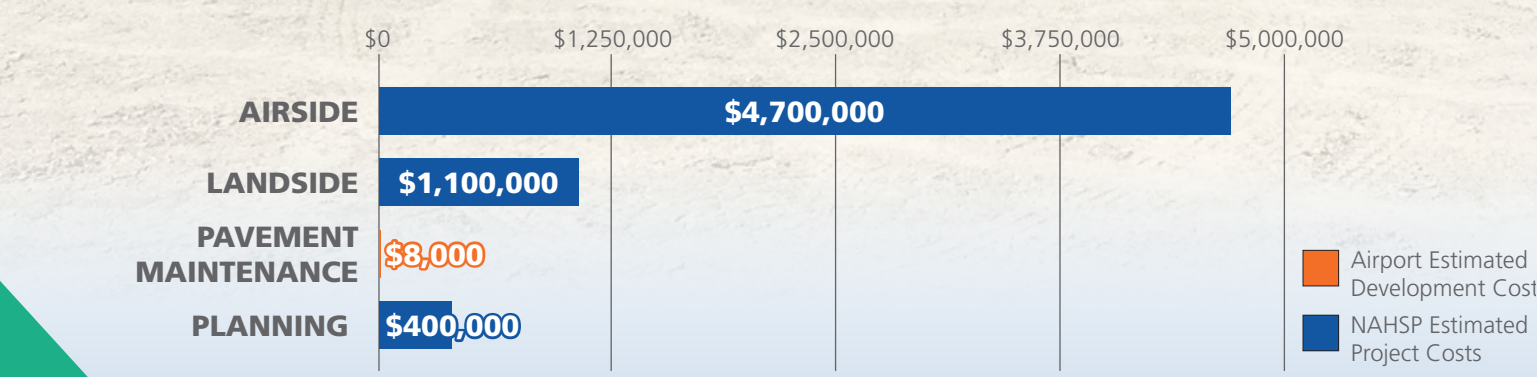 $0 $1,250,000 $2,500,000 $3,750,000 $5,000,000
AIRSIDE $4,700,000
LANDSIDE $1,100,000
PAVEMENT
MAINTENANCE $8,000
PLANNING $400,000
Airport Estimated
Development Cost
NAHSP Estimated
Project Costs